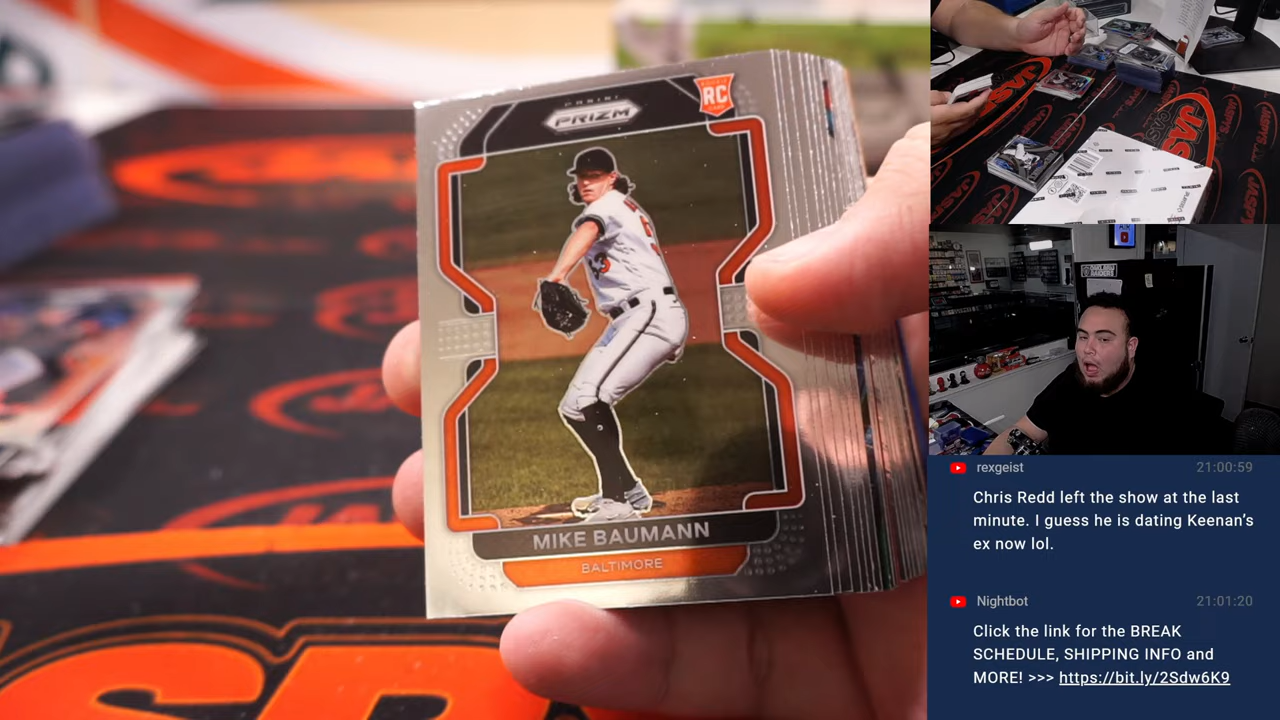 PANINI
PRIZM
RC
53
MIKE BAUMANN
BALTIMORE
JASPY'S
rexgeist 21:00:59
Chris Redd left the show at the last
minute. I guess he is dating Keenan’s
ex now lol.
Nightbot 21:01:20
Click the link for the BREAK
SCHEDULE, SHIPPING INFO and
MORE! >>> https://bit.ly/2Sdw6K9